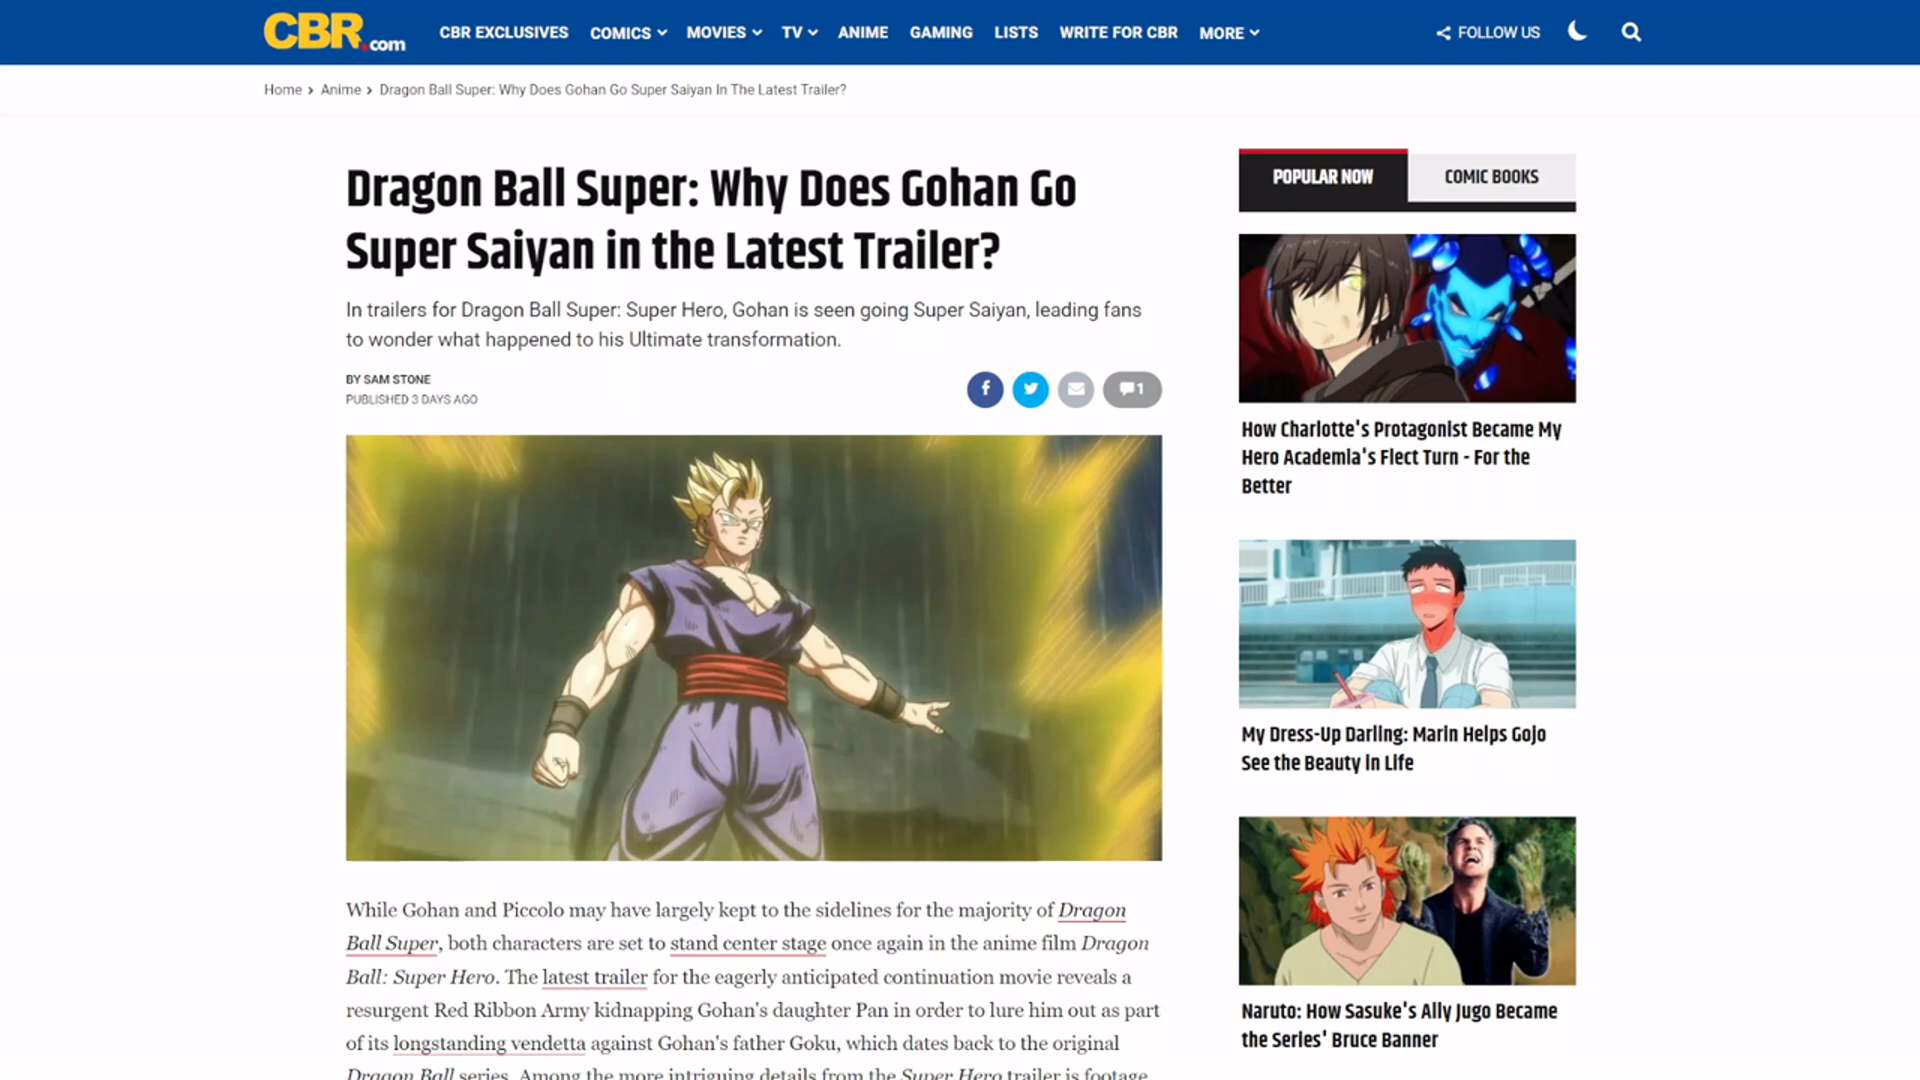 CBR.com
CBR EXCLUSIVES COMICS MOVIES TV ANIME GAMING LISTS WRITE FOR CBR MORE FOLLOW US
Home > Anime > Dragon Ball Super: Why Does Gohan Go Super Saiyan In The Latest Trailer?
Dragon Ball Super: Why Does Gohan Go
Super Saiyan in the Latest Trailer?
In trailers for Dragon Ball Super: Super Hero, Gohan is seen going Super Saiyan, leading fans
to wonder what happened to his Ultimate transformation.
BY SAM STONE
PUBLISHED 3 DAYS AGO
1
While Gohan and Piccolo may have largely kept to the sidelines for the majority of Dragon
Ball Super, both characters are set to stand center stage once again in the anime film Dragon
Ball: Super Hero. The latest trailer for the eagerly anticipated continuation movie reveals a
resurgent Red Ribbon Army kidnapping Gohan's daughter Pan in order to lure him out as part
of its longstanding vendetta against Gohan's father Goku, which dates back to the original
Dragon Ball series. Among the more intriguing details from the Super Hero trailer is footage
POPULAR NOW COMIC BOOKS
How Charlotte's Protagonist Became My
Hero Academia's Flect Turn - For the
Better
My Dress-Up Darling: Marin Helps Gojo
See the Beauty in Life
Naruto: How Sasuke's Ally Jugo Became
the Series' Bruce Banner